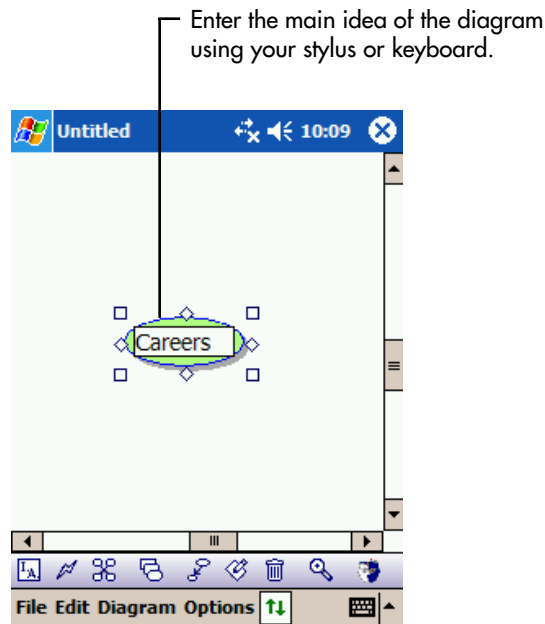 Enter the main idea of the diagram
using your stylus or keyboard.
Untitled 10:09
Careers
File Edit Diagram Options